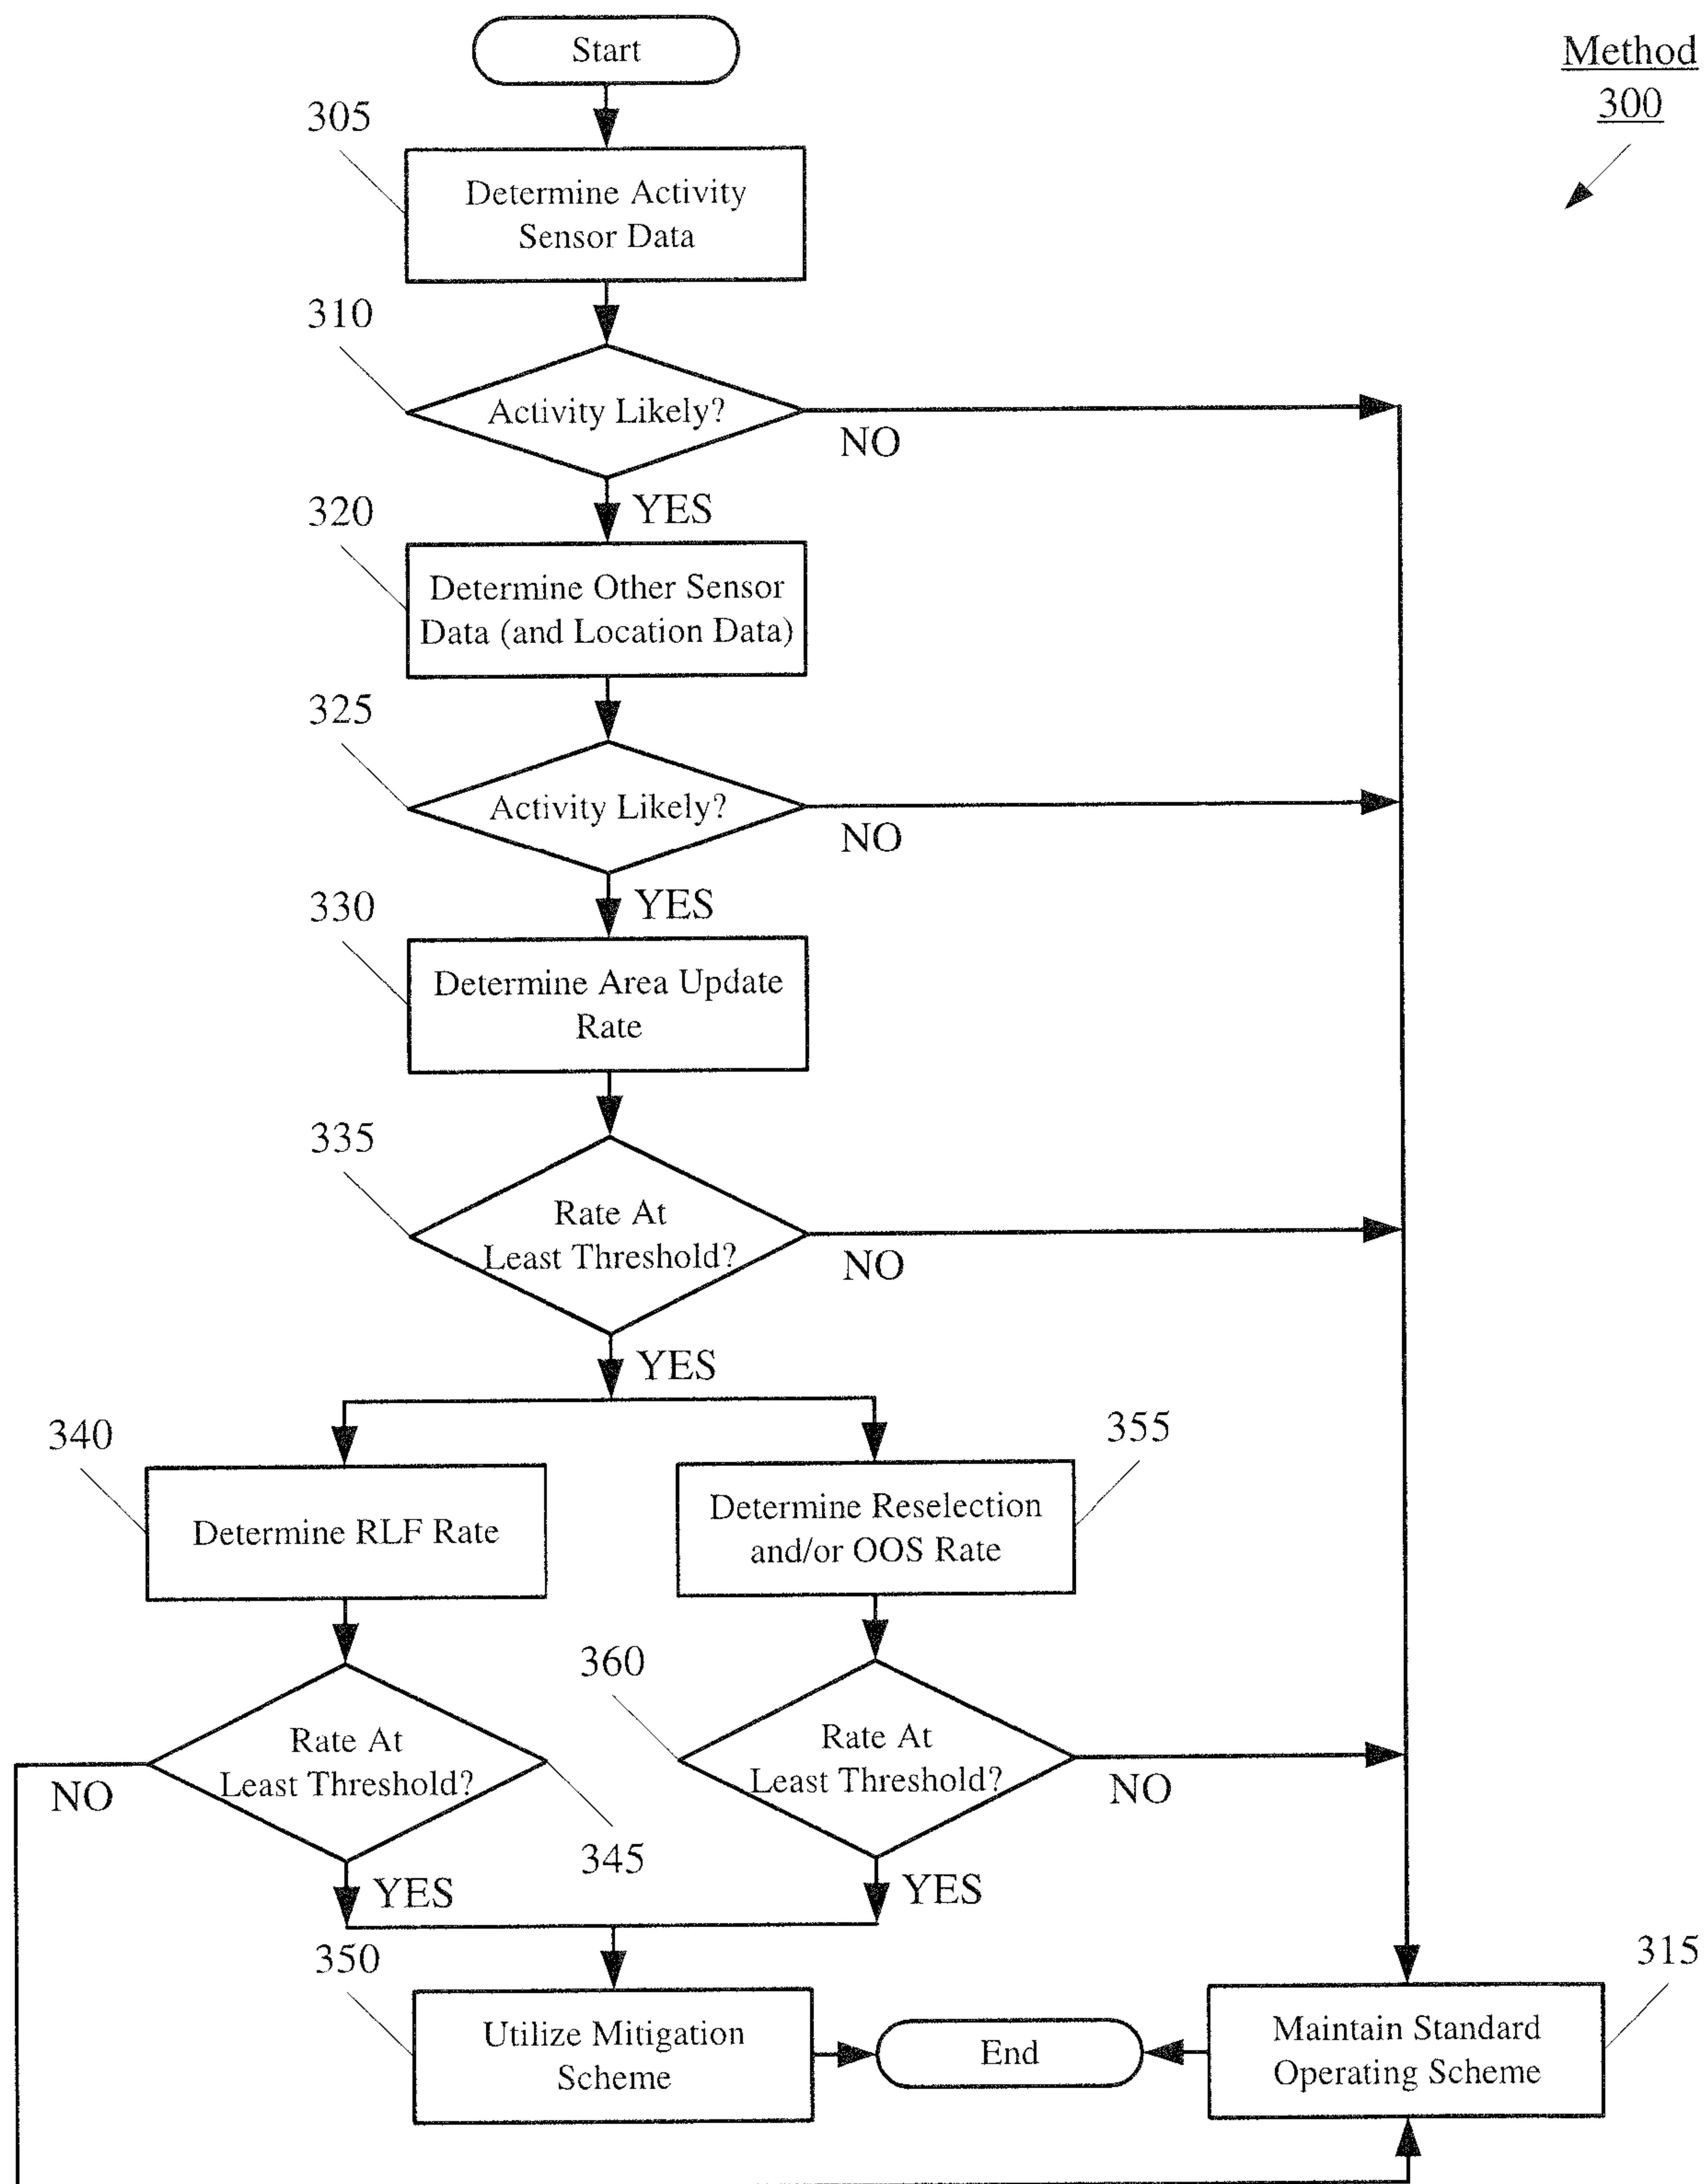 Start
Method
300
305
Determine Activity
Sensor Data
310
Activity Likely?
NO
YES
320
Determine Other Sensor
Data (and Location Data)
325
Activity Likely?
NO
YES
330
Determine Area Update
Rate
335
Rate At
Least Threshold?
NO
YES
340
Determine RLF Rate
355
Determine Reselection
and/or OOS Rate
345
Rate At
Least Threshold?
NO
YES
360
Rate At
Least Threshold?
NO
YES
350
Utilize Mitigation
Scheme
End
315
Maintain Standard
Operating Scheme